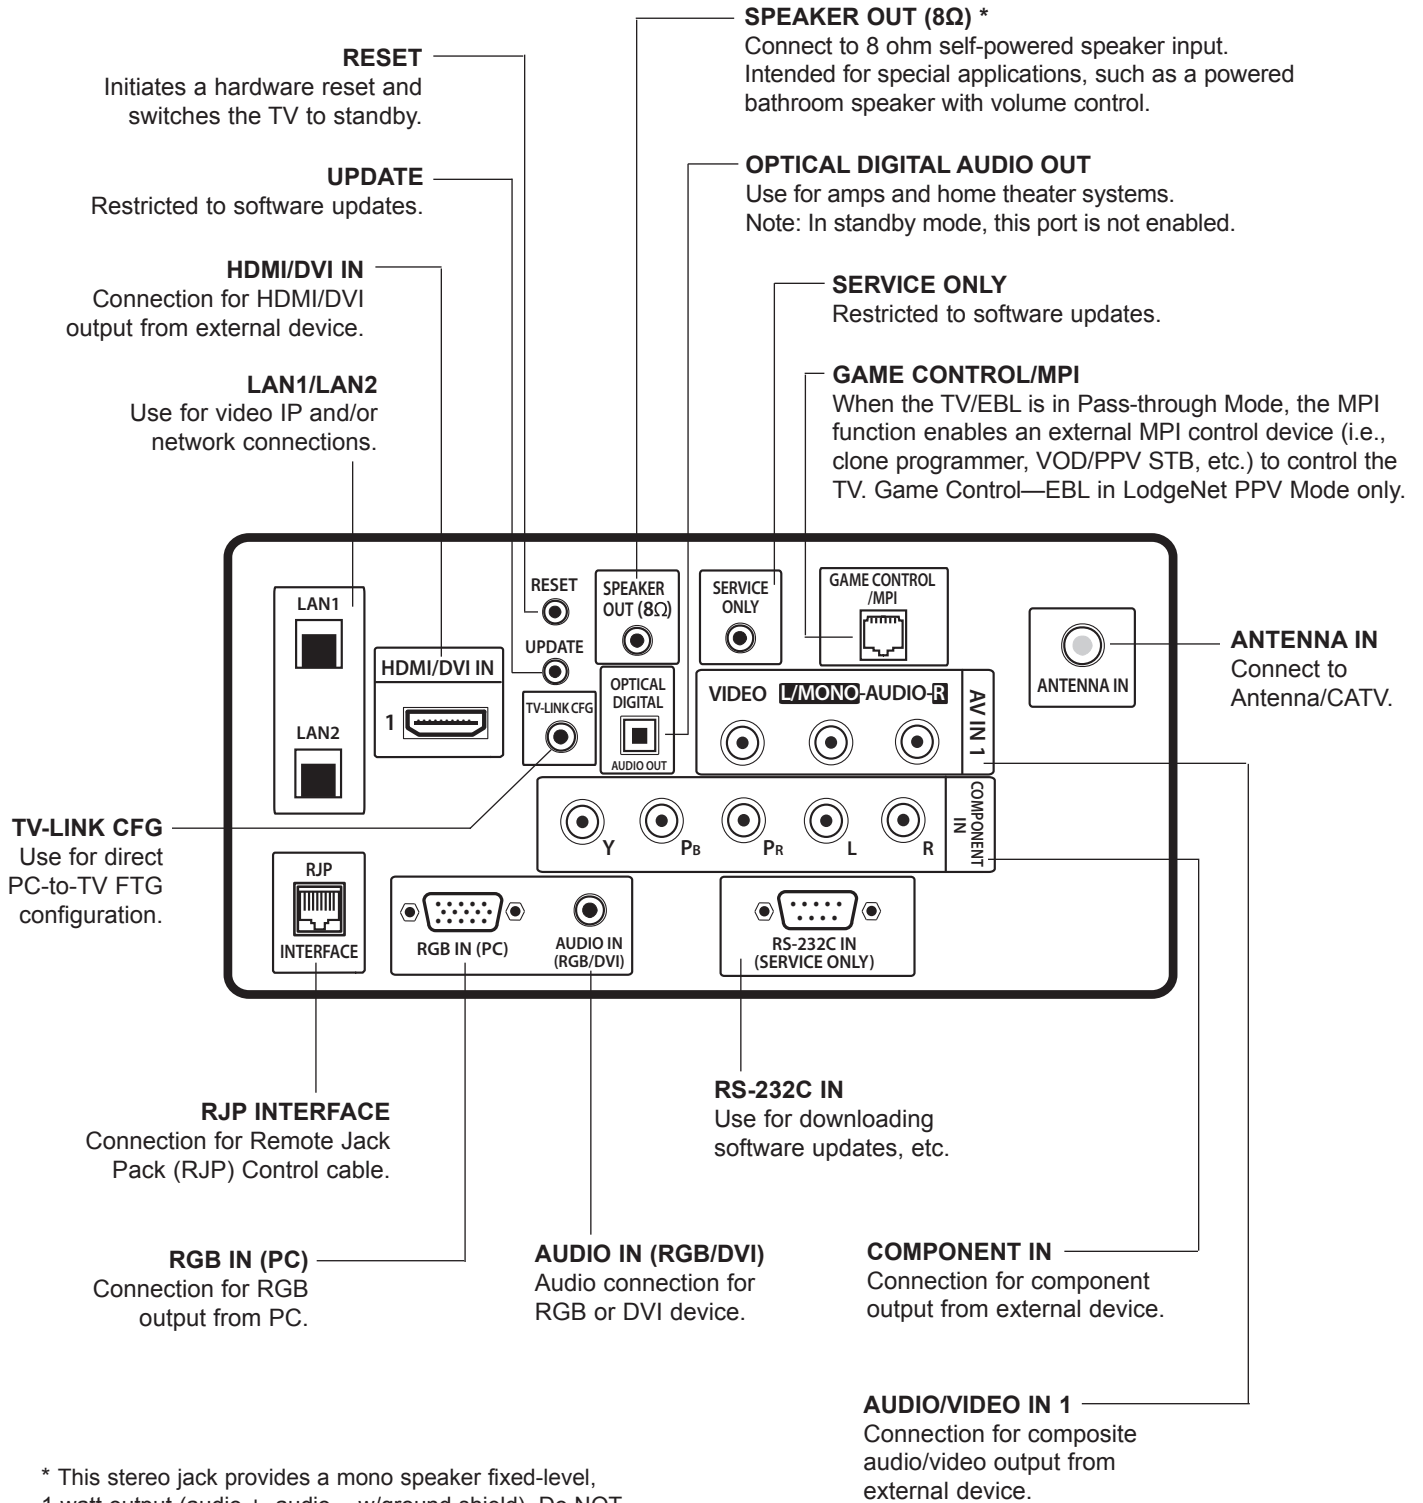 SPEAKER OUT (8Ω) *
Connect to 8 ohm self-powered speaker input.
Intended for special applications, such as a powered
bathroom speaker with volume control.
RESET
Initiates a hardware reset and
switches the TV to standby.
OPTICAL DIGITAL AUDIO OUT
Use for amps and home theater systems.
Note: In standby mode, this port is not enabled.
UPDATE
Restricted to software updates.
HDMI/DVI IN
Connection for HDMI/DVI
output from external device.
SERVICE ONLY
Restricted to software updates.
LAN1/LAN2
Use for video IP and/or
network connections.
GAME CONTROL/MPI
When the TV/EBL is in Pass-through Mode, the MPI
function enables an external MPI control device (i.e.,
clone programmer, VOD/PPV STB, etc.) to control the
TV. Game Control—EBL in LodgeNet PPV Mode only.
LAN1
LAN2
HDMI/DVI IN
1
RESET
UPDATE
TV-LINK CFG
SPEAKER
OUT (8Ω)
OPTICAL
DIGITAL
AUDIO OUT
SERVICE
ONLY
GAME CONTROL
/MPI
VIDEO L/MONO-AUDIO-R
AV IN 1
ANTENNA IN
ANTENNA IN
Connect to
Antenna/CATV.
Y PB PR L R
COMPONENT
IN
TV-LINK CFG
Use for direct
PC-to-TV FTG
configuration.
RJP
INTERFACE
RGB IN (PC)
AUDIO IN
(RGB/DVI)
RS-232C IN
(SERVICE ONLY)
RJP INTERFACE
Connection for Remote Jack
Pack (RJP) Control cable.
RS-232C IN
Use for downloading
software updates, etc.
RGB IN (PC)
Connection for RGB
output from PC.
AUDIO IN (RGB/DVI)
Audio connection for
RGB or DVI device.
COMPONENT IN
Connection for component
output from external device.
AUDIO/VIDEO IN 1
Connection for composite
audio/video output from
external device.
* This stereo jack provides a mono speaker fixed-level,
1 watt output (audio +, audio – w/ground shield). Do NOT